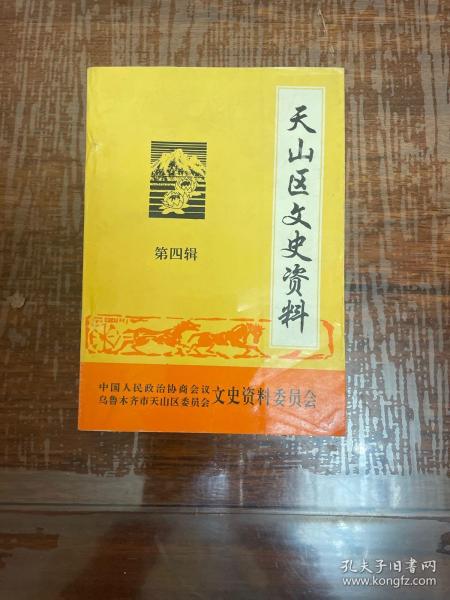 天山区文史资料
第四辑
中国人民政治协商会议
乌鲁木齐市天山区委员会
文史资料委员会
孔夫子旧书网
www.kongfz.com